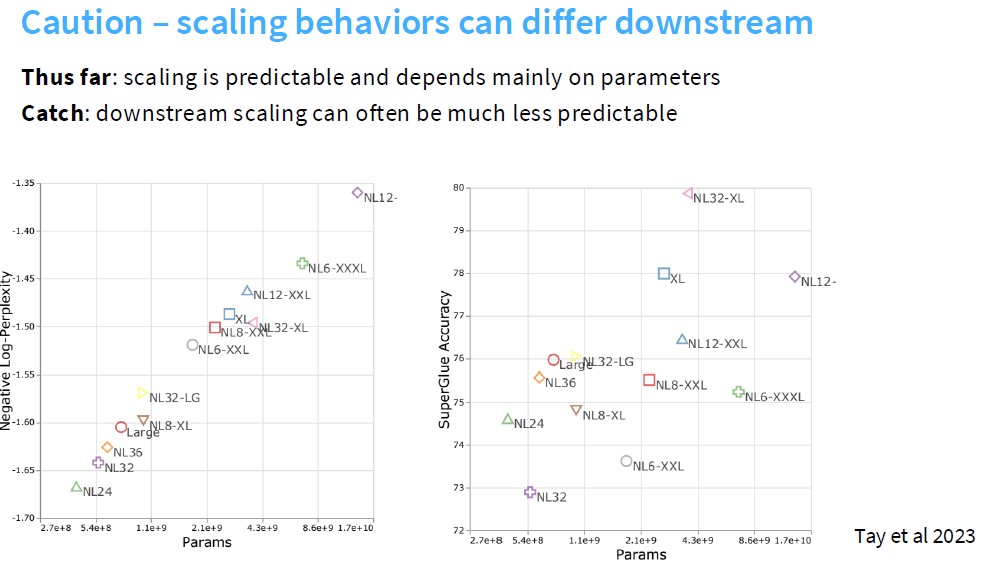 Caution – scaling behaviors can differ downstream
Thus far: scaling is predictable and depends mainly on parameters
Catch: downstream scaling can often be much less predictable
Negative Log-Perplexity
-1.35
-1.40
-1.45
-1.50
-1.55
-1.60
-1.65
-1.70
NL12-
NL6-XXXL
NL12-XXL
XL
NL32-XL
NL8-XXL
NL6-XXL
NL32-LG
NL8-XL
Large
NL36
NL32
NL24
2.7e+8 5.4e+8 1.1e+9 2.1e+9 4.3e+9 8.6e+9 1.7e+10
Params
SuperGlue Accuracy
80
79
78
77
76
75
74
73
72
NL32-XL
XL
NL12-
NL12-XXL
Large
NL32-LG
NL36
NL8-XXL
NL6-XXXL
NL8-XL
NL24
NL6-XXL
NL32
2.7e+8 5.4e+8 1.1e+9 2.1e+9 4.3e+9 8.6e+9 1.7e+10
Params
Tay et al 2023